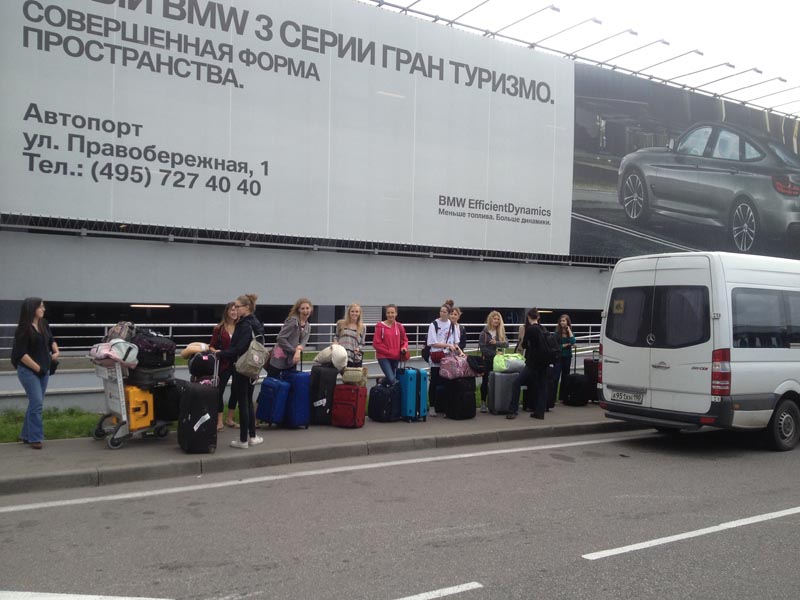 BMW 3 СЕРИИ ГРАН ТУРИЗМО.
СОВЕРШЕННАЯ ФОРМА
ПРОСТРАНСТВА.
Автопорт
ул. Правобережная, 1
Тел.: (495) 727 40 40
BMW EfficientDynamics
Меньше топлива. Больше динамики.